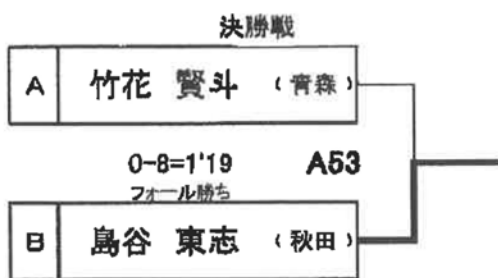 決勝戦
A 竹花 賢斗 (青森)
0-8=1'19 A53
フォール勝ち
B 島谷 東志 (秋田)